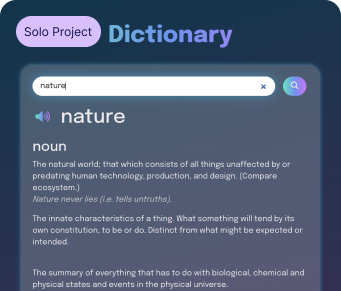 Solo Project
Dictionary
nature
nature
noun
The natural world; that which consists of all things unaffected by or
predating human technology, production, and design. (Compare
ecosystem.)
Nature never lies (i.e. tells untruths).
The innate characteristics of a thing. What something will tend by its
own constitution, to be or do. Distinct from what might be expected or
intended.
The summary of everything that has to do with biological, chemical and
physical states and events in the physical universe.